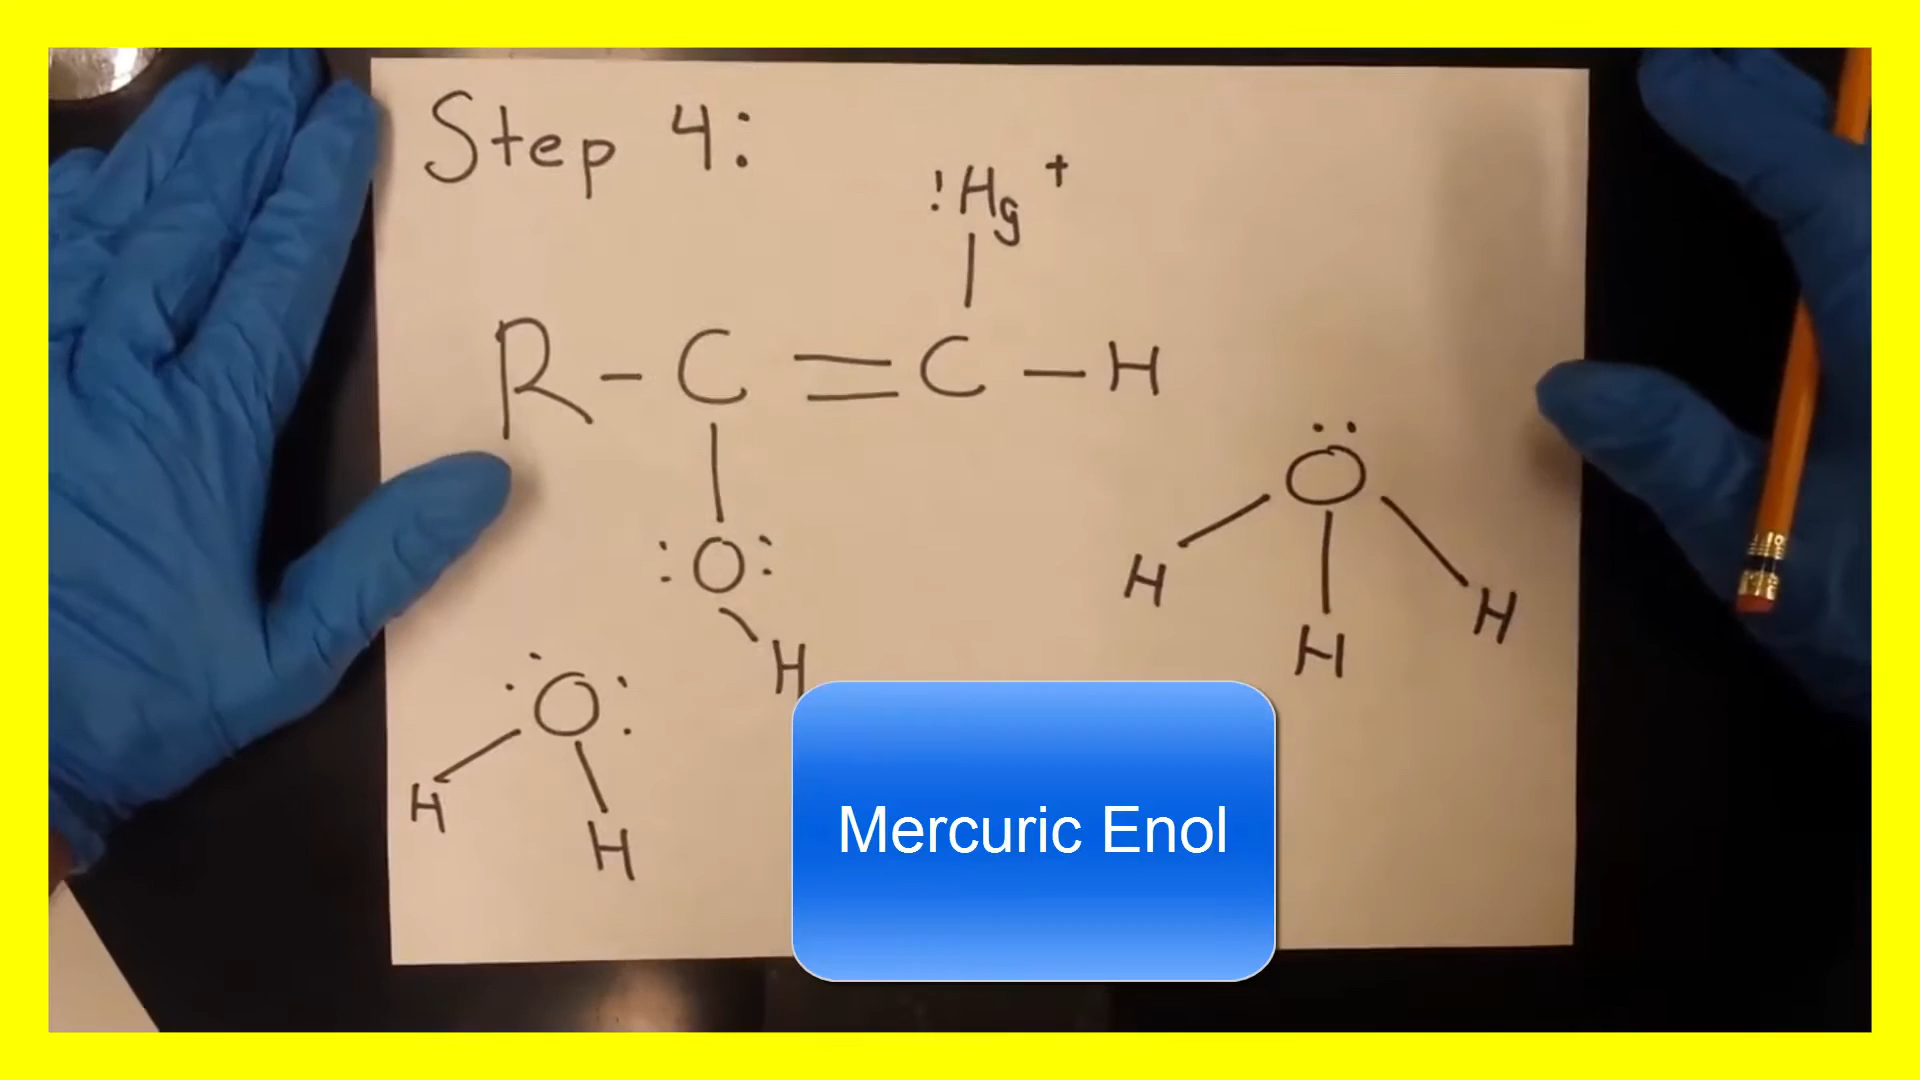 Step 4:
:Hg +
R - C = C - H
:O:
H
O
H H H
O:
H H
Mercuric Enol